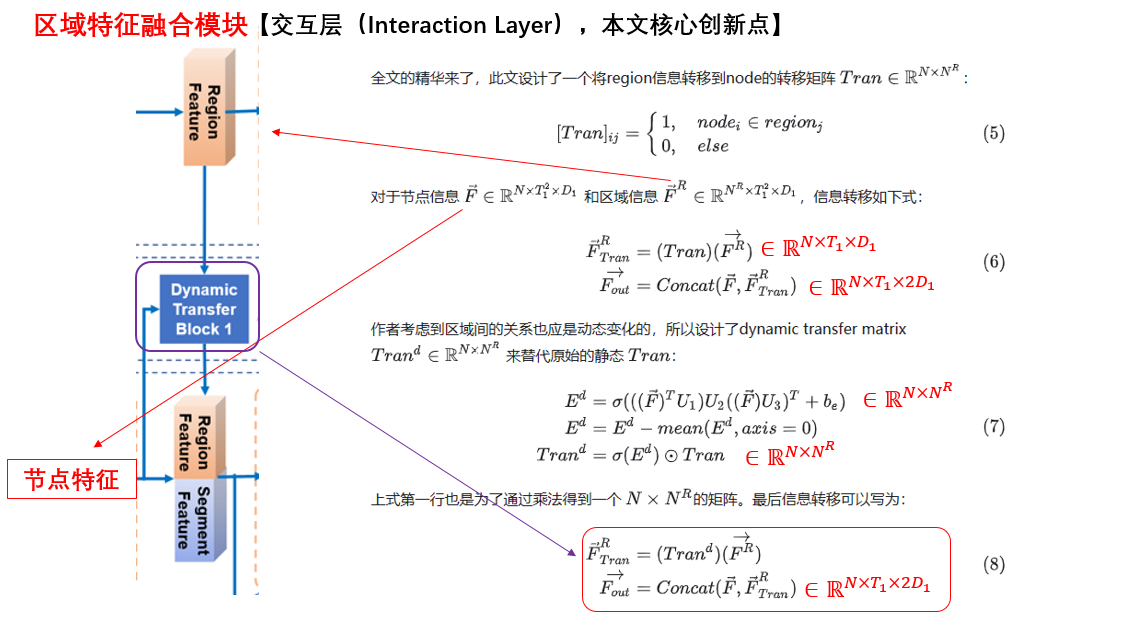 区域特征融合模块【交互层（Interaction Layer），本文核心创新点】
Region Feature
全文的精华来了，此文设计了一个将region信息转移到node的转移矩阵 $Tran \in \mathbb{R}^{N \times N^R}$ :
$[Tran]_{ij} = \begin{cases} 1, & node_i \in region_j \\ 0, & else \end{cases}$ (5)
对于节点信息 $\vec{F} \in \mathbb{R}^{N \times T_1^2 \times D_1}$ 和区域信息 $\vec{F}^R \in \mathbb{R}^{N^R \times T_1^2 \times D_1}$ ，信息转移如下式：
$\vec{F}^R_{Tran} = (Tran)(\overrightarrow{F^R})$ $\in \mathbb{R}^{N \times T_1 \times D_1}$
$\overrightarrow{F_{out}} = Concat(\vec{F}, \vec{F}^R_{Tran})$ $\in \mathbb{R}^{N \times T_1 \times 2D_1}$ (6)
Dynamic
Transfer
Block 1
作者考虑到区域间的关系也应是动态变化的，所以设计了dynamic transfer matrix
$Tran^d \in \mathbb{R}^{N \times N^R}$ 来替代原始的静态 $Tran$:
$E^d = \sigma(((\vec{F})^T U_1) U_2 ((\vec{F}) U_3)^T + b_e)$ $\in \mathbb{R}^{N \times N^R}$
$E^d = E^d - mean(E^d, axis = 0)$ (7)
$Tran^d = \sigma(E^d) \odot Tran$ $\in \mathbb{R}^{N \times N^R}$
Region Feature
节点特征
Segment Feature
上式第一行也是为了通过乘法得到一个 $N \times N^R$的矩阵。最后信息转移可以写为：
$\vec{F}^R_{Tran} = (Tran^d)(\overrightarrow{F^R})$
$\overrightarrow{F_{out}} = Concat(\vec{F}, \vec{F}^R_{Tran})$ $\in \mathbb{R}^{N \times T_1 \times 2D_1}$ (8)